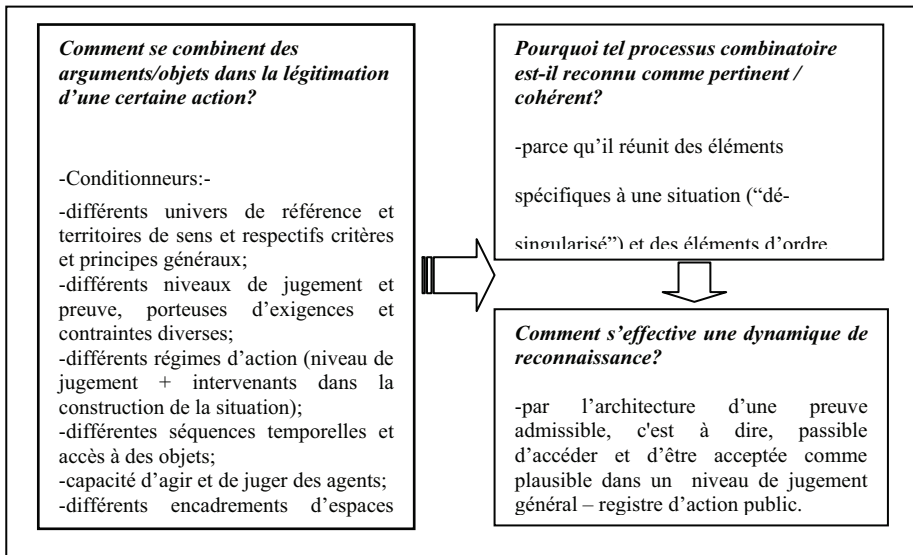 Comment se combinent des
arguments/objets dans la légitimation
d'une certaine action?
-Conditionneurs:-
-différents univers de référence et
territoires de sens et respectifs critères
et principes généraux;
-différents niveaux de jugement et
preuve, porteuses d'exigences et
contraintes diverses;
-différents régimes d'action (niveau de
jugement + intervenants dans la
construction de la situation);
-différentes séquences temporelles et
accès à des objets;
-capacité d'agir et de juger des agents;
-différents encadrements d'espaces
Pourquoi tel processus combinatoire
est-il reconnu comme pertinent /
cohérent?
-parce qu'il réunit des éléments
spécifiques à une situation ("dé-
singularisé") et des éléments d'ordre
Comment s'effective une dynamique de
reconnaissance?
-par l'architecture d'une preuve
admissible, c'est à dire, passible
d'accéder et d'être acceptée comme
plausible dans un niveau de jugement
général – registre d'action public.